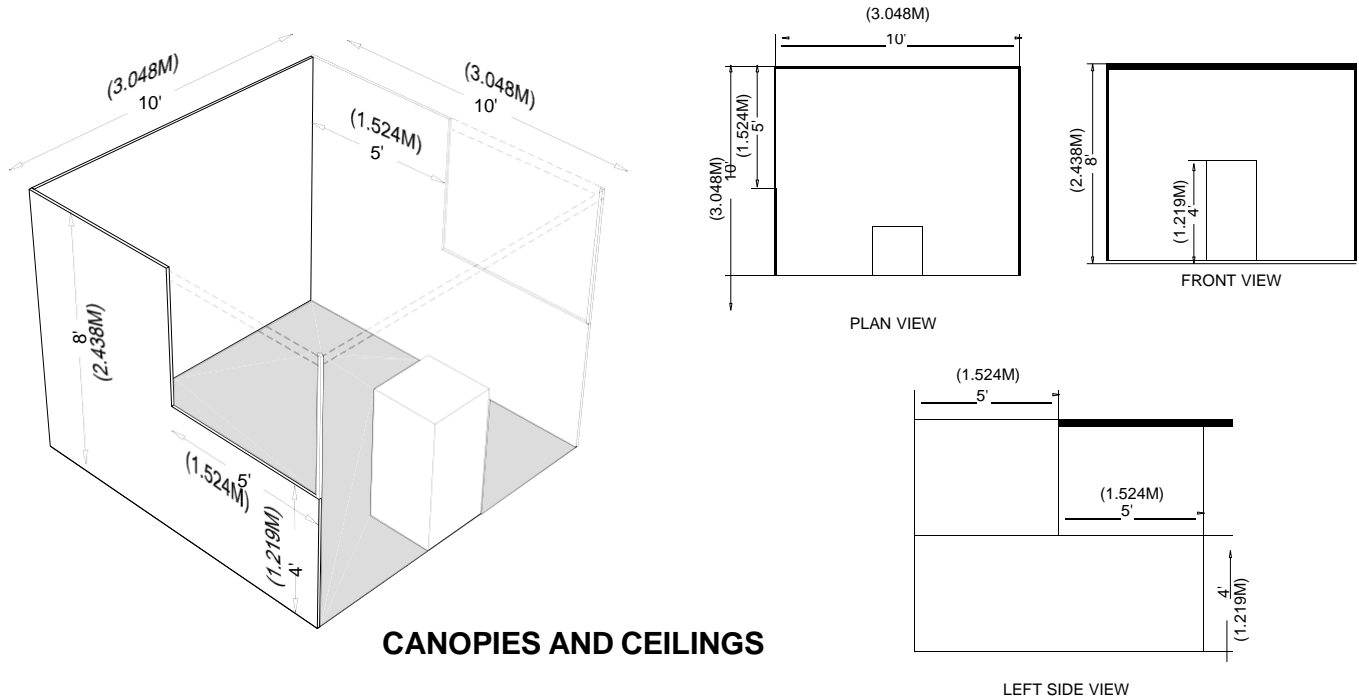 (3.048M)
10'
(3.048M)
10'
(1.524M)
5'
8'
(2.438M)
5'
(1.524M)
(1.219M)
4'
CANOPIES AND CEILINGS
(3.048M)
10'
(1.524M)
5'
(3.048M)
10'
PLAN VIEW
(2.438M)
8'
(1.219M)
4'
FRONT VIEW
(1.524M)
5'
(1.524M)
5'
4'
(1.219M)
LEFT SIDE VIEW